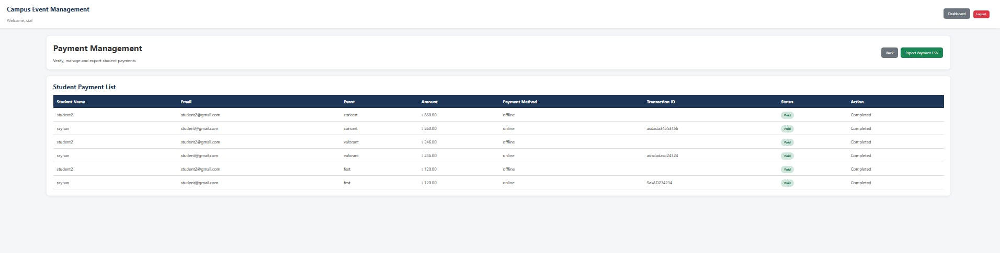 Campus Event Management
Welcome, staf
Dashboard Logout
Payment Management
Verify, manage and export student payments
Back Export Payment CSV
Student Payment List
Student Name Email Event Amount Payment Method Transaction ID Status Action
student2 student2@gmail.com concert ৳ 860.00 offline Paid Completed
rayhan student@gmail.com concert ৳ 860.00 online asdada34553456 Paid Completed
student2 student2@gmail.com valorant ৳ 246.00 offline Paid Completed
rayhan student@gmail.com valorant ৳ 246.00 online adsdadasd24324 Paid Completed
student2 student2@gmail.com fest ৳ 120.00 offline Paid Completed
rayhan student@gmail.com fest ৳ 120.00 online SasAD234234 Paid Completed